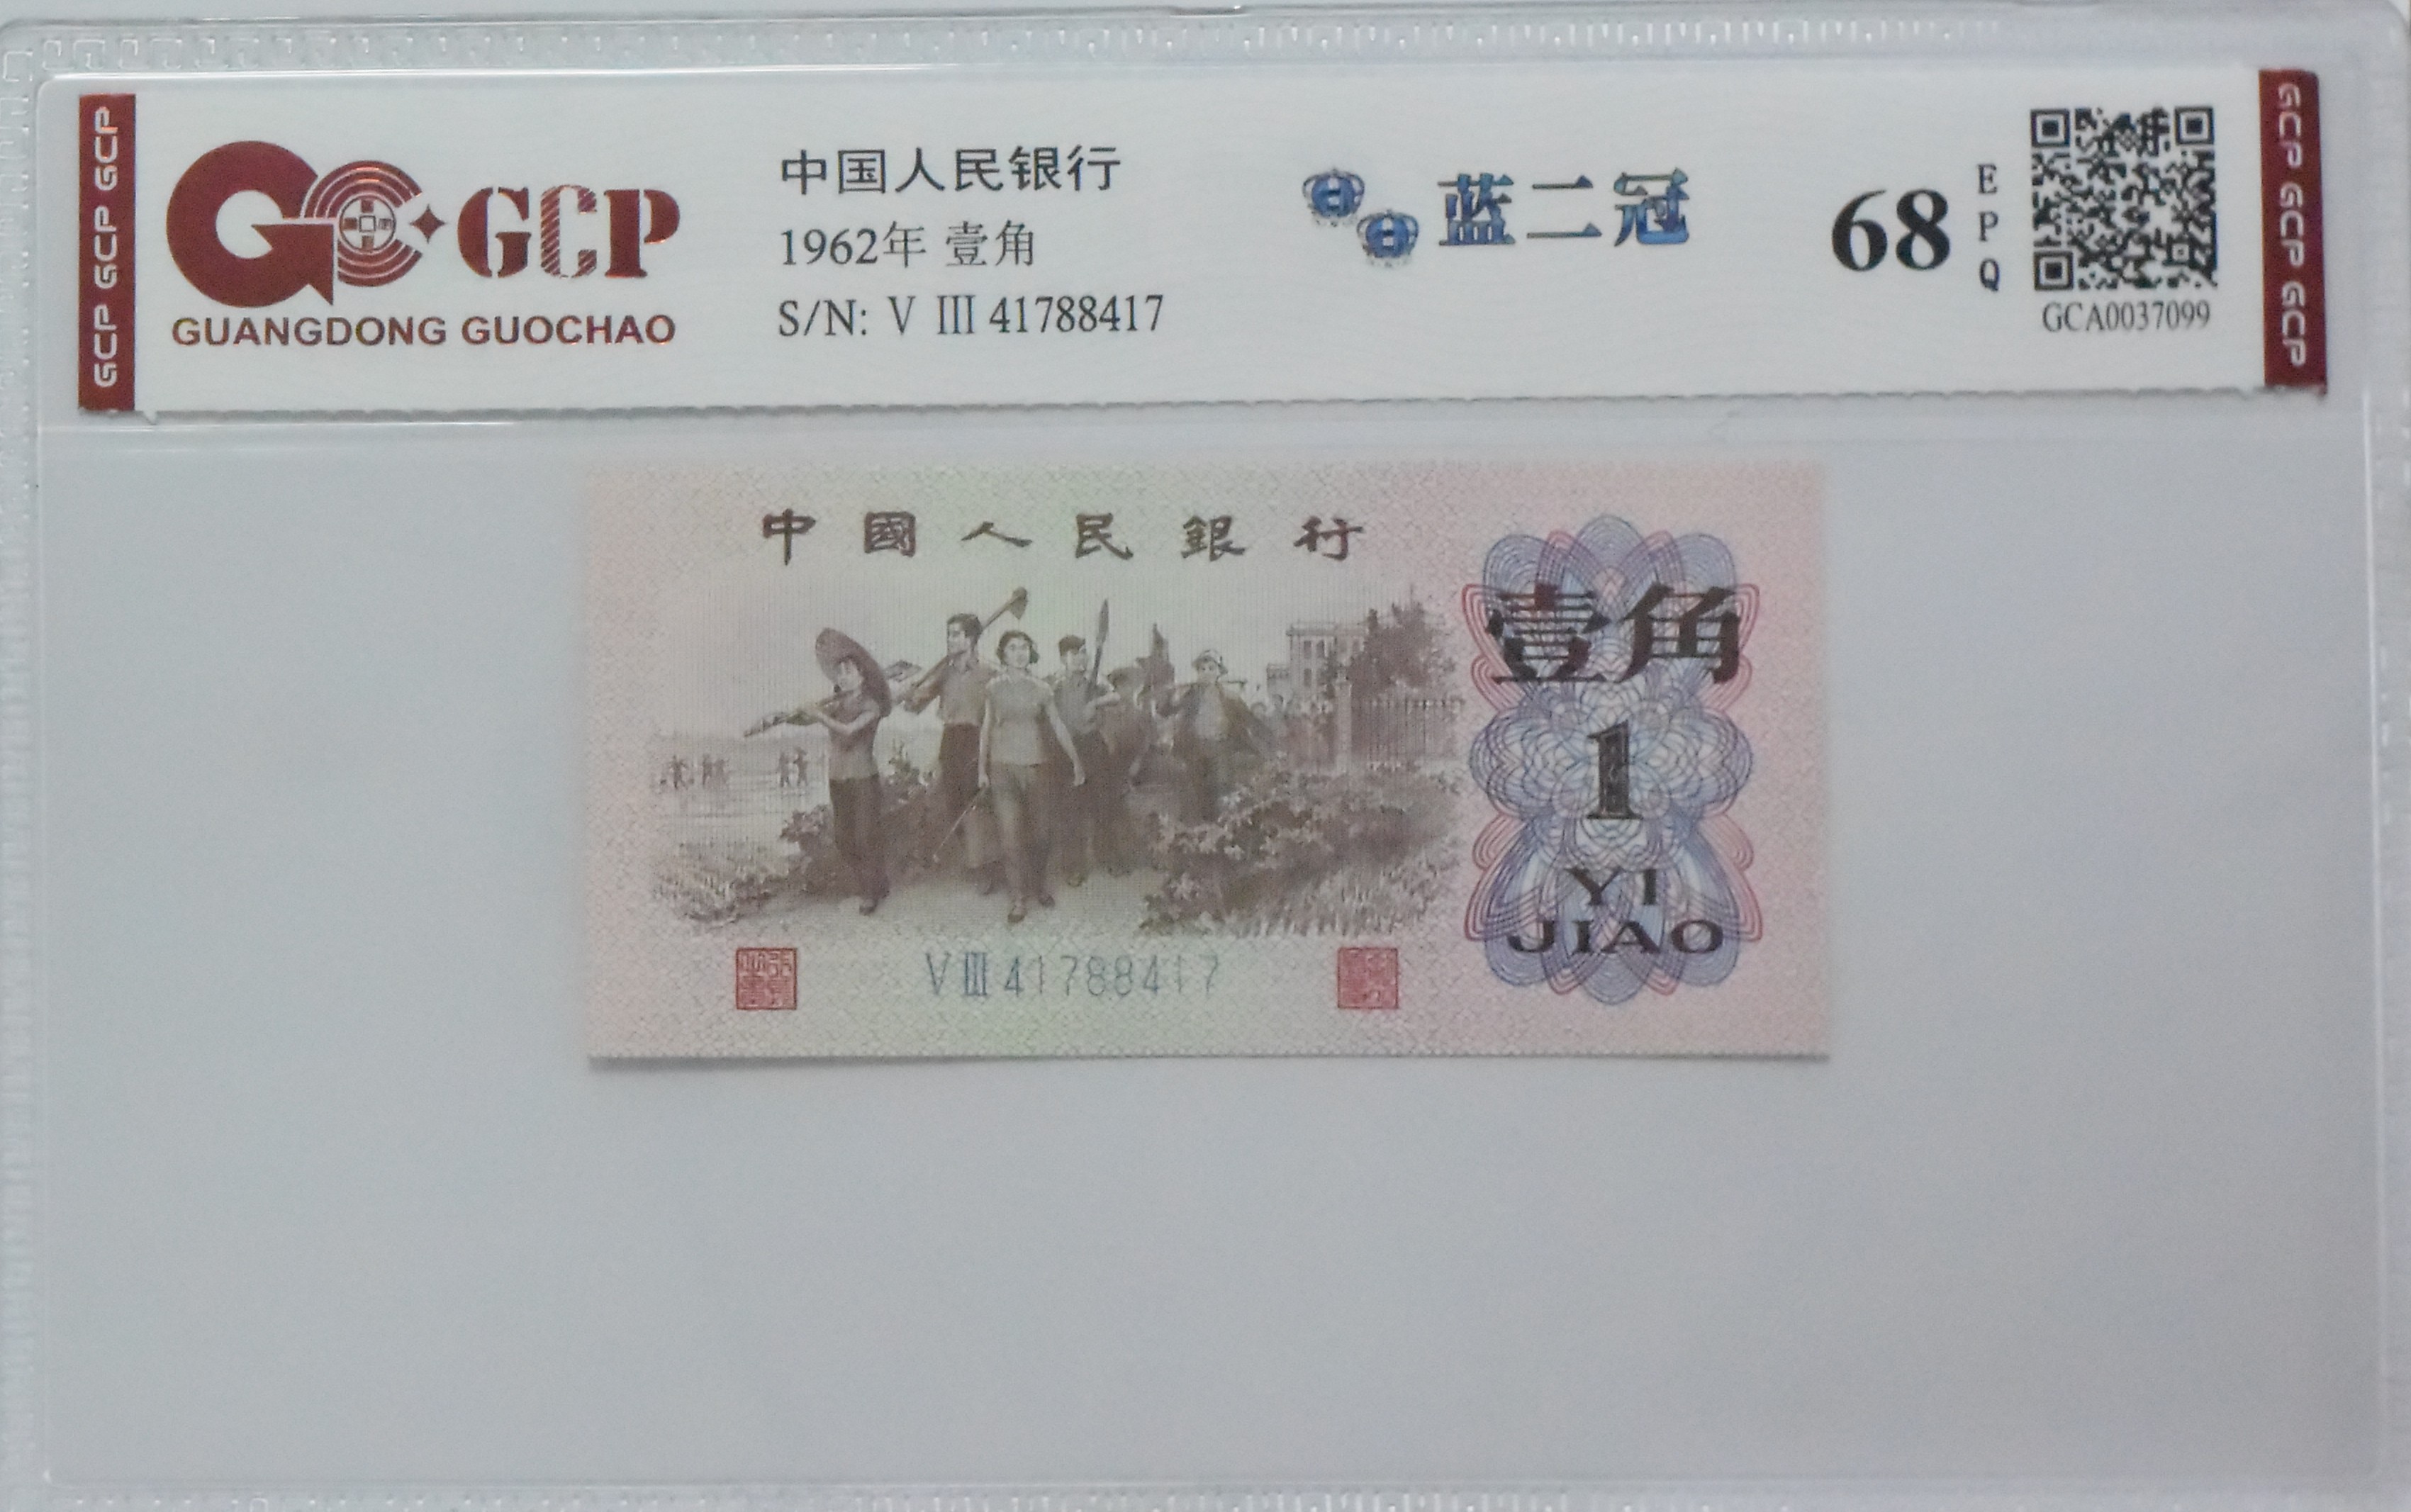 GCP GCP GCP
GCP
GUANGDONG GUOCHAO
中国人民银行
1962年 壹角
S/N: V III 41788417
蓝二冠
68
EPQ
GCA0037099
GCP GCP GCP
中國人民銀行
壹角
1
YI
JIAO
V III 41788417